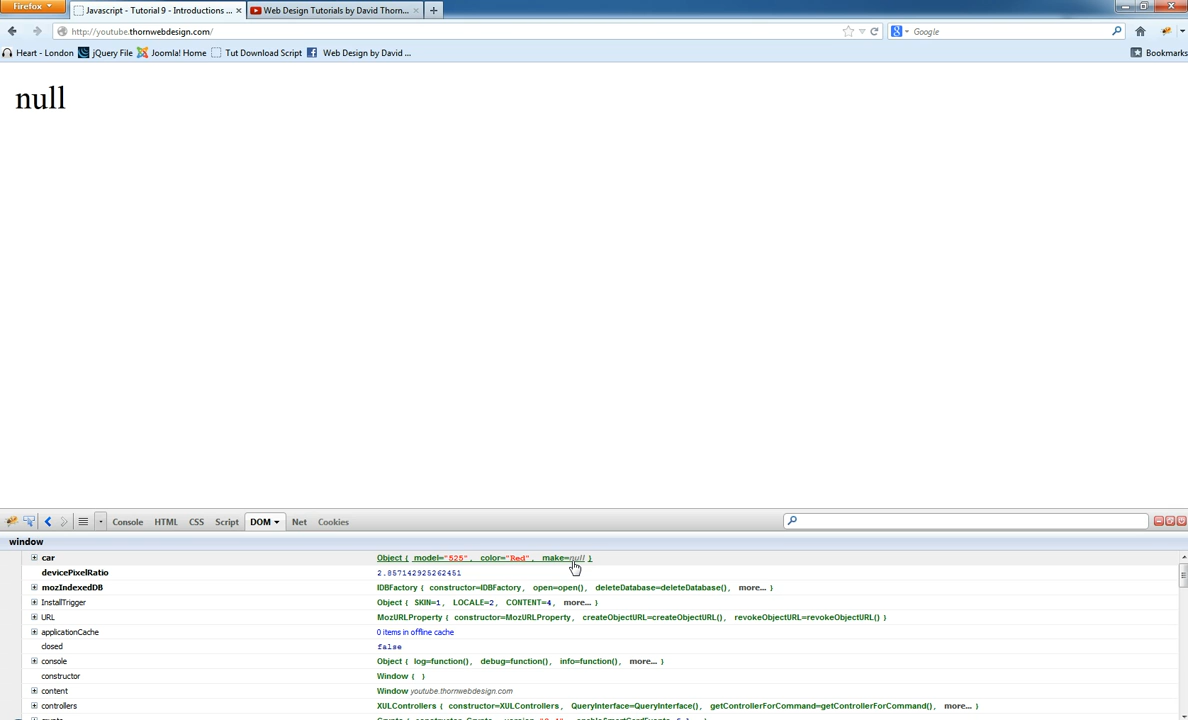 Firefox
Javascript - Tutorial 9 - Introductions ...
Web Design Tutorials by David Thorn...
http://youtube.thornwebdesign.com/
Google
Heart - London jQuery File Joomla! Home Tut Download Script Web Design by David ... Bookmarks
null
Console HTML CSS Script DOM Net Cookies
window
car Object { model="525", color="Red", make=null }
devicePixelRatio 2.857142925262451
mozIndexedDB IDBFactory { constructor=IDBFactory, open=open(), deleteDatabase=deleteDatabase(), more... }
InstallTrigger Object { SKIN=1, LOCALE=2, CONTENT=4, more... }
URL MozURLProperty { constructor=MozURLProperty, createObjectURL=createObjectURL(), revokeObjectURL=revokeObjectURL() }
applicationCache 0 items in offline cache
closed false
console Object { log=function(), debug=function(), info=function(), more... }
constructor Window { }
content Window youtube.thornwebdesign.com
controllers XULControllers { constructor=XULControllers, QueryInterface=QueryInterface(), getControllerForCommand=getControllerForCommand(), more... }